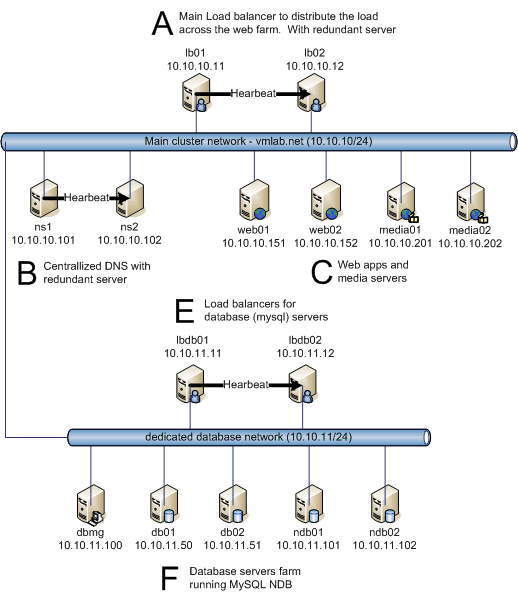 A
Main Load balancer to distribute the load
across the web farm. With redundant server
lb01
10.10.10.11
lb02
10.10.10.12
Hearbeat
Main cluster network - vmlab.net (10.10.10/24)
Hearbeat
ns1
10.10.10.101
ns2
10.10.10.102
web01
10.10.10.151
web02
10.10.10.152
media01
10.10.10.201
media02
10.10.10.202
B
Centrallized DNS with
redundant server
C
Web apps and
media servers
E
Load balancers for
database (mysql) servers
lbdb01
10.10.11.11
lbdb02
10.10.11.12
Hearbeat
dedicated database network (10.10.11/24)
dbmg
10.10.11.100
db01
10.10.11.50
db02
10.10.11.51
ndb01
10.10.11.101
ndb02
10.10.11.102
F
Database servers farm
running MySQL NDB